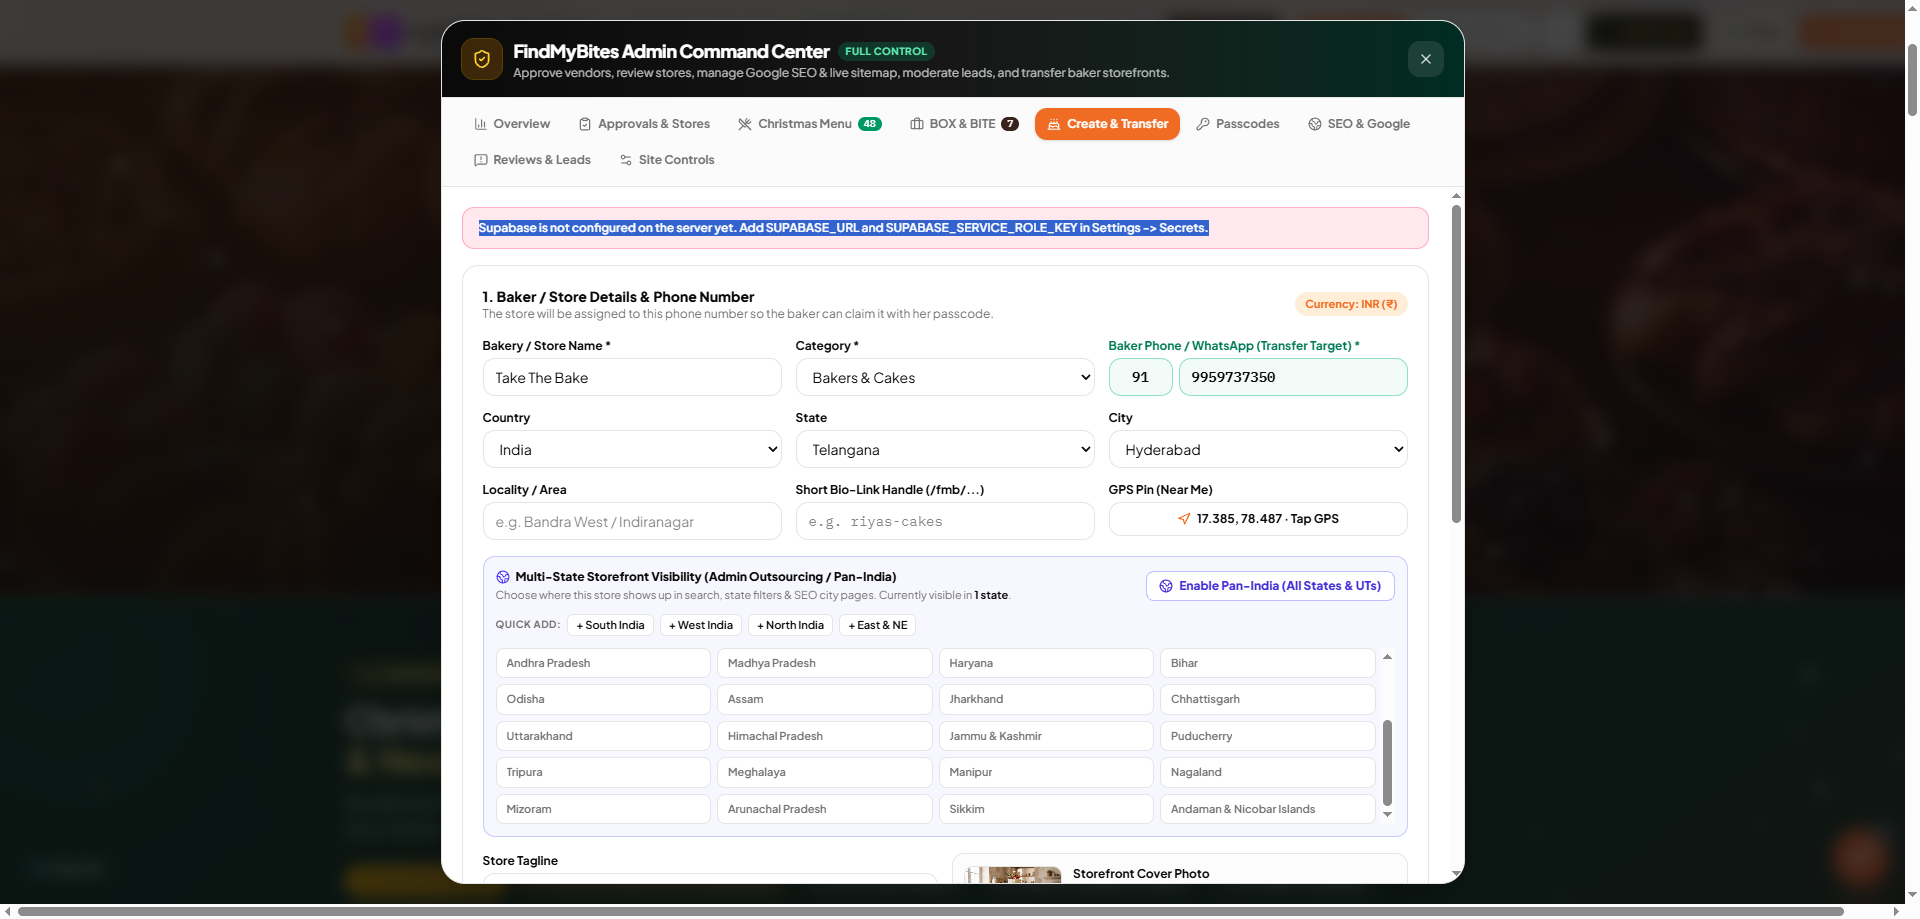 FindMyBites Admin Command Center FULL CONTROL
Approve vendors, review stores, manage Google SEO & live sitemap, moderate leads, and transfer baker storefronts.
Overview Approvals & Stores Christmas Menu 48 BOX & BITE 7 Create & Transfer Passcodes SEO & Google
Reviews & Leads Site Controls
Supabase is not configured on the server yet. Add SUPABASE_URL and SUPABASE_SERVICE_ROLE_KEY in Settings -> Secrets.
1. Baker / Store Details & Phone Number
The store will be assigned to this phone number so the baker can claim it with her passcode.
Currency: INR (₹)
Bakery / Store Name * Category * Baker Phone / WhatsApp (Transfer Target) *
Take The Bake Bakers & Cakes 91 9959737350
Country State City
India Telangana Hyderabad
Locality / Area Short Bio-Link Handle (/fmb/...) GPS Pin (Near Me)
e.g. Bandra West / Indiranagar e.g. riyas-cakes 17.385, 78.487 · Tap GPS
Multi-State Storefront Visibility (Admin Outsourcing / Pan-India)
Choose where this store shows up in search, state filters & SEO city pages. Currently visible in 1 state.
Enable Pan-India (All States & UTs)
QUICK ADD: + South India + West India + North India + East & NE
Andhra Pradesh Madhya Pradesh Haryana Bihar
Odisha Assam Jharkhand Chhattisgarh
Uttarakhand Himachal Pradesh Jammu & Kashmir Puducherry
Tripura Meghalaya Manipur Nagaland
Mizoram Arunachal Pradesh Sikkim Andaman & Nicobar Islands
Store Tagline
Storefront Cover Photo